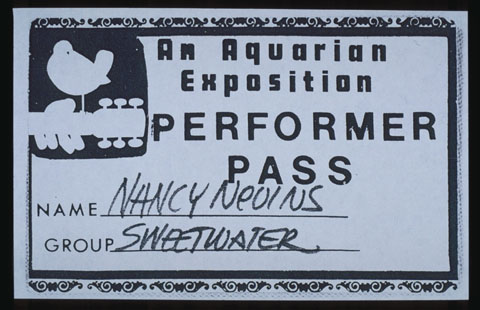 An Aquarian
Exposition
PERFORMER
PASS
NAME NANCY NEVINS
GROUP SWEETWATER